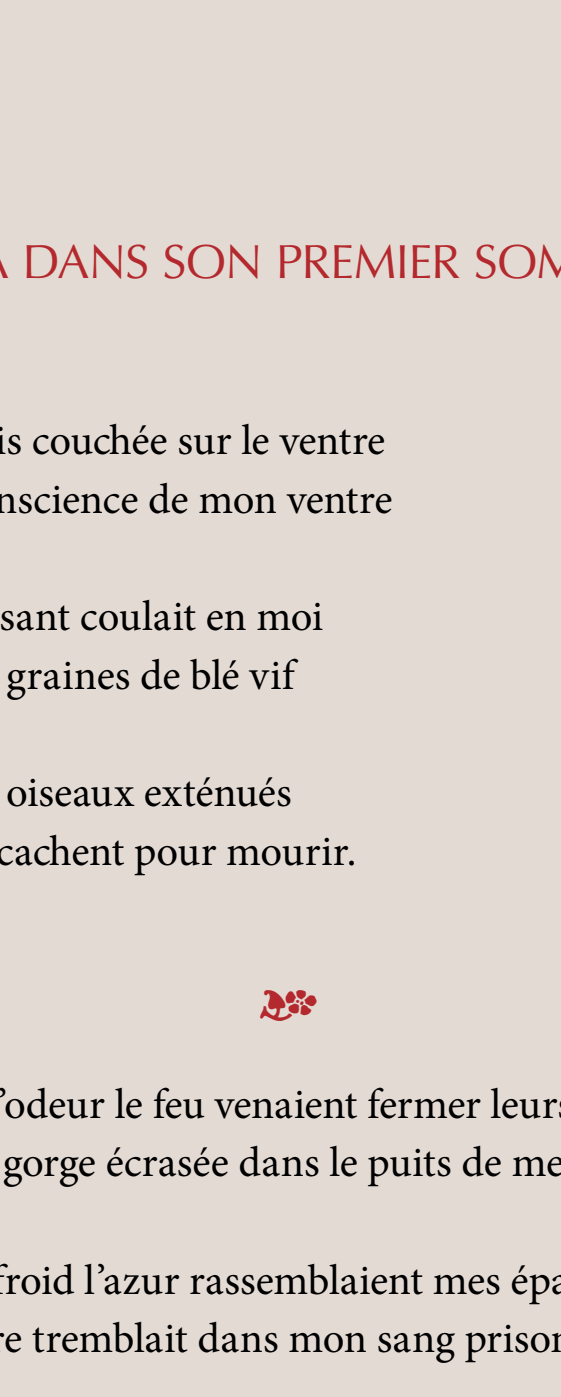 A DANS SON PREMIER SOM
is couchée sur le ventre
nscience de mon ventre
sant coulait en moi
graines de blé vif
oiseaux exténués
cachent pour mourir.
’odeur le feu venaient fermer leurs
gorge écrasée dans le puits de me
froid l’azur rassemblaient mes épa
re tremblait dans mon sang prison